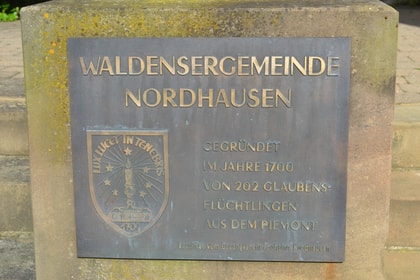 WALDENSERGEMEINDE
NORDHAUSEN
LUX LUCET IN TENEBRIS
GEGRÜNDET
IM JAHRE 1700
VON 202 GLAUBENS-
FLÜCHTLINGEN
AUS DEM PIEMONT